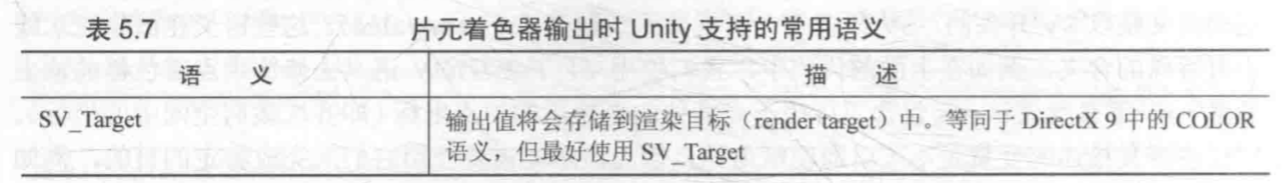 表 5.7 片元着色器输出时 Unity 支持的常用语义
语 义 描 述
SV_Target 输出值将会存储到渲染目标（render target）中。等同于 DirectX 9 中的 COLOR
语义，但最好使用 SV_Target